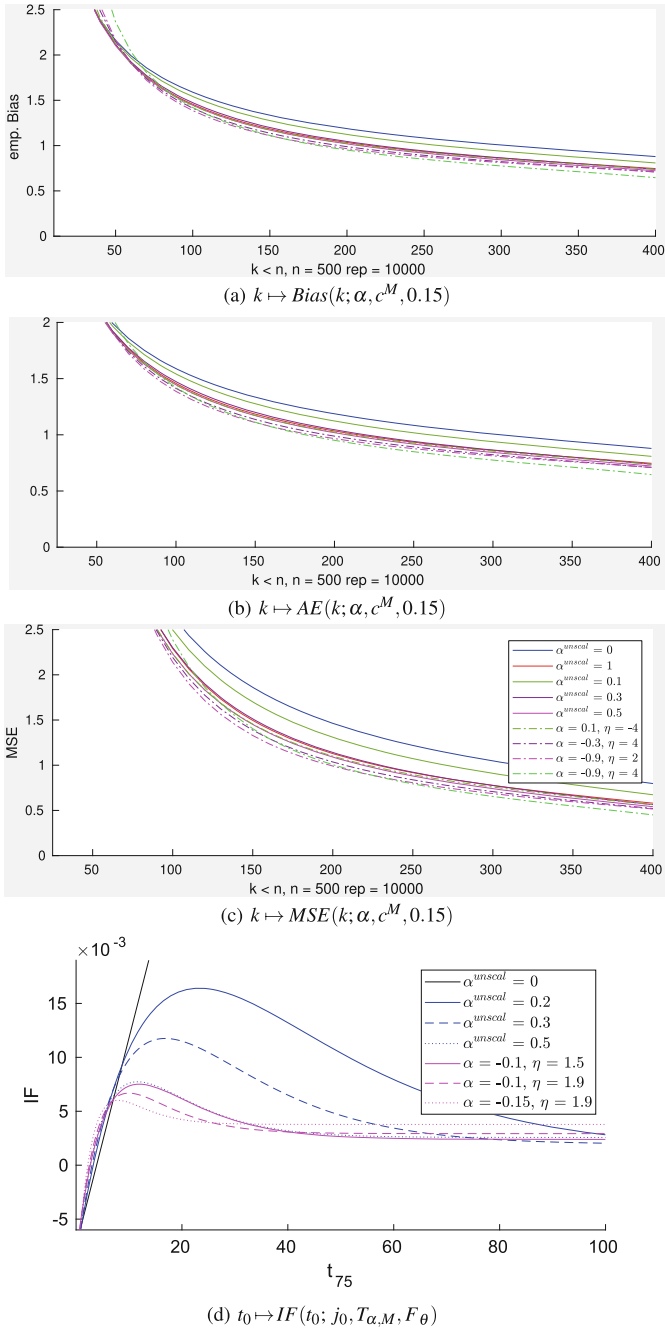 2.5
2
1.5
1
0.5
0
emp. Bias
50 100 150 200 250 300 350 400
k < n, n = 500 rep = 10000
(a) k ↦ Bias(k; α, c^M, 0.15)
2
1.5
1
0.5
0
50 100 150 200 250 300 350 400
k < n, n = 500 rep = 10000
(b) k ↦ AE(k; α, c^M, 0.15)
2.5
2
1.5
1
0.5
0
MSE
α^unscal = 0
α^unscal = 1
α^unscal = 0.1
α^unscal = 0.3
α^unscal = 0.5
α = 0.1, η = -4
α = -0.3, η = 4
α = -0.9, η = 2
α = -0.9, η = 4
50 100 150 200 250 300 350 400
k < n, n = 500 rep = 10000
(c) k ↦ MSE(k; α, c^M, 0.15)
×10^-3
15
10
5
0
-5
IF
α^unscal = 0
α^unscal = 0.2
α^unscal = 0.3
α^unscal = 0.5
α = -0.1, η = 1.5
α = -0.1, η = 1.9
α = -0.15, η = 1.9
20 40 60 80 100
t_75
(d) t_0 ↦ IF(t_0; j_0, T_α,M, F_θ)